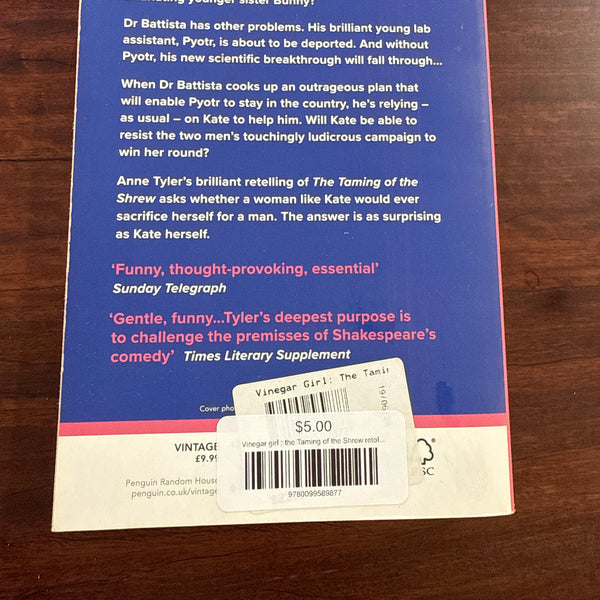 younger sister Bunny?
Dr Battista has other problems. His brilliant young lab
assistant, Pyotr, is about to be deported. And without
Pyotr, his new scientific breakthrough will fall through...
When Dr Battista cooks up an outrageous plan that
will enable Pyotr to stay in the country, he's relying –
as usual – on Kate to help him. Will Kate be able to
resist the two men's touchingly ludicrous campaign to
win her round?
Anne Tyler's brilliant retelling of The Taming of the
Shrew asks whether a woman like Kate would ever
sacrifice herself for a man. The answer is as surprising
as Kate herself.
‘Funny, thought-provoking, essential’
Sunday Telegraph
‘Gentle, funny...Tyler's deepest purpose is
to challenge the premisses of Shakespeare's
comedy’ Times Literary Supplement
Vinegar Girl: The Tamin
Cover
$5.00
Vinegar girl : the Taming of the Shrew retol...
9780099589877
VINTAGE
£9.99
Penguin Random House
penguin.co.uk/vintage